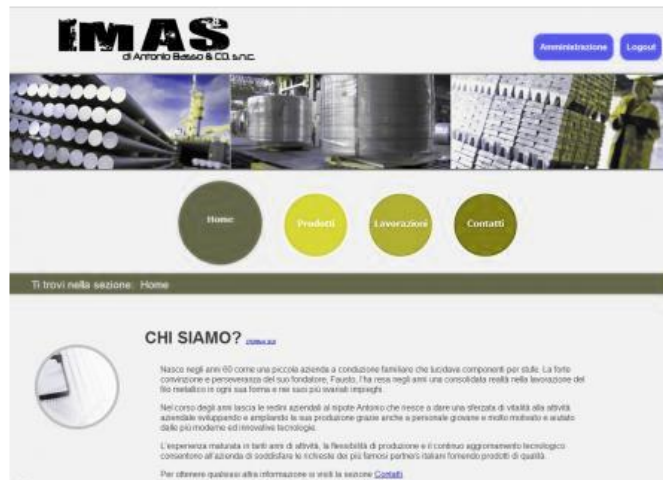 IMAS
di Antonio Basso & CO. s.n.c.
Amministrazione Logout
Home Prodotti Lavorazioni Contatti
Ti trovi nella sezione: Home
CHI SIAMO?
Nasce negli anni 60 come una piccola azienda a conduzione familiare che lucidava componenti per stufe. La forte
convinzione e perseveranza del suo fondatore, Fausto, l'ha resa negli anni una consolidata realtà nella lavorazione del
filo metallico in ogni sua forma e nei suoi più svariati impieghi.
Nel corso degli anni lascia le redini aziendali al nipote Antonio che riesce a dare una sferzata di vitalità alla attività
aziendale sviluppando e ampliando la sua produzione grazie anche a personale giovane e molto motivato e aiutato
dalle più moderne ed innovative tecnologie.
L'esperienza maturata in tanti anni di attività, la flessibilità di produzione e il continuo aggiornamento tecnologico
consentono all'azienda di soddisfare le richieste dei più famosi partners italiani fornendo prodotti di qualità.
Per ottenere qualsiasi altra informazione si visiti la sezione Contatti